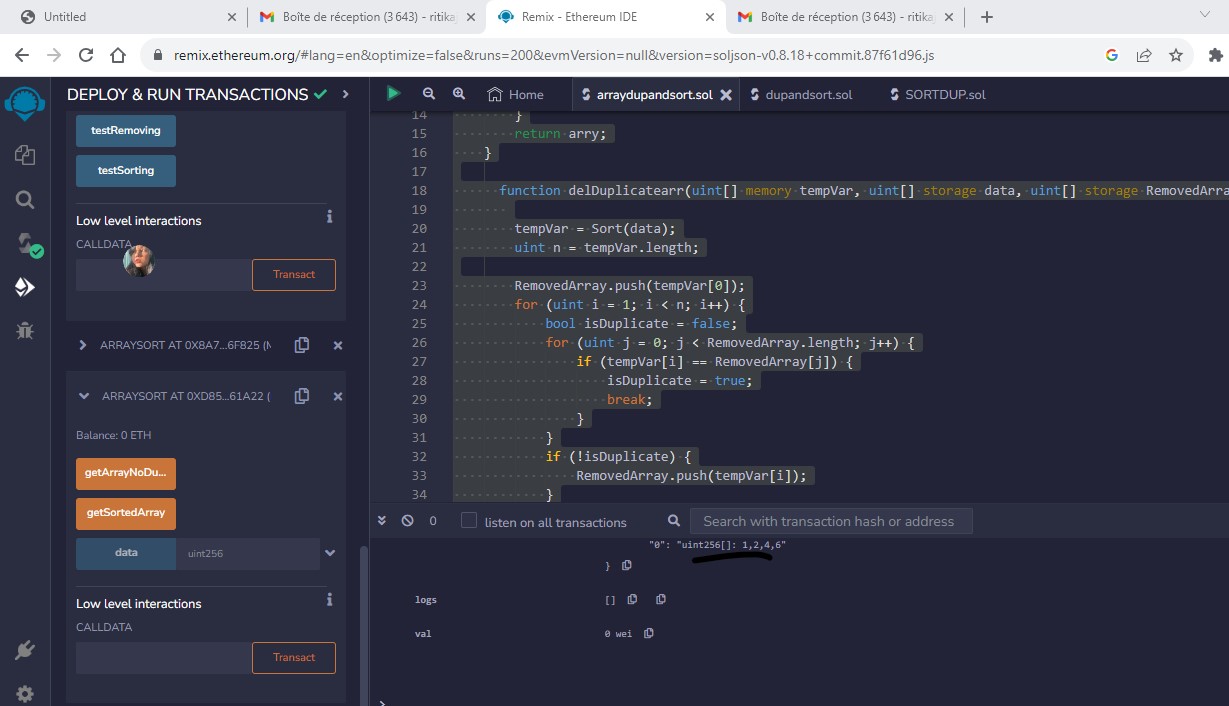 Untitled
Boîte de réception (3 643) - ritika
Remix - Ethereum IDE
Boîte de réception (3 643) - ritika
remix.ethereum.org/#lang=en&optimize=false&runs=200&evmVersion=null&version=soljson-v0.8.18+commit.87f61d96.js
DEPLOY & RUN TRANSACTIONS
Home
arraydupandsort.sol
dupandsort.sol
SORTDUP.sol
testRemoving
testSorting
Low level interactions
CALLDATA
Transact
ARRAYSORT AT 0X8A7...6F825 (M
ARRAYSORT AT 0XD85...61A22 (
Balance: 0 ETH
getArrayNoDu...
getSortedArray
data
uint256
Low level interactions
CALLDATA
Transact
14 }
15 return arry;
16 }
17
18 function delDuplicatearr(uint[] memory tempVar, uint[] storage data, uint[] storage RemovedArra
19
20 tempVar = Sort(data);
21 uint n = tempVar.length;
22
23 RemovedArray.push(tempVar[0]);
24 for (uint i = 1; i < n; i++) {
25 bool isDuplicate = false;
26 for (uint j = 0; j < RemovedArray.length; j++) {
27 if (tempVar[i] == RemovedArray[j]) {
28 isDuplicate = true;
29 break;
30 }
31 }
32 if (!isDuplicate) {
33 RemovedArray.push(tempVar[i]);
34 }
0
listen on all transactions
Search with transaction hash or address
"0": "uint256[]: 1,2,4,6"
}
logs
[]
val
0 wei
>